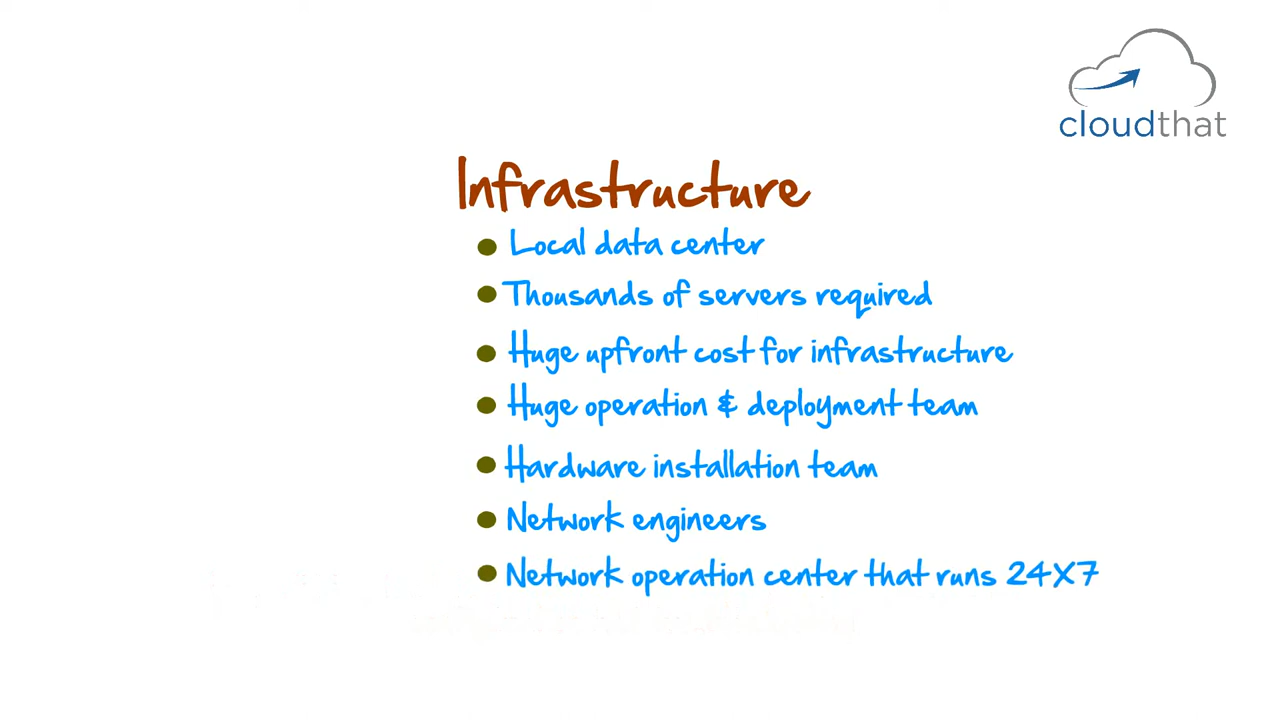 cloudthat
Infrastructure
Local data center
Thousands of servers required
Huge upfront cost for infrastructure
Huge operation & deployment team
Hardware installation team
Network engineers
Network operation center that runs 24X7